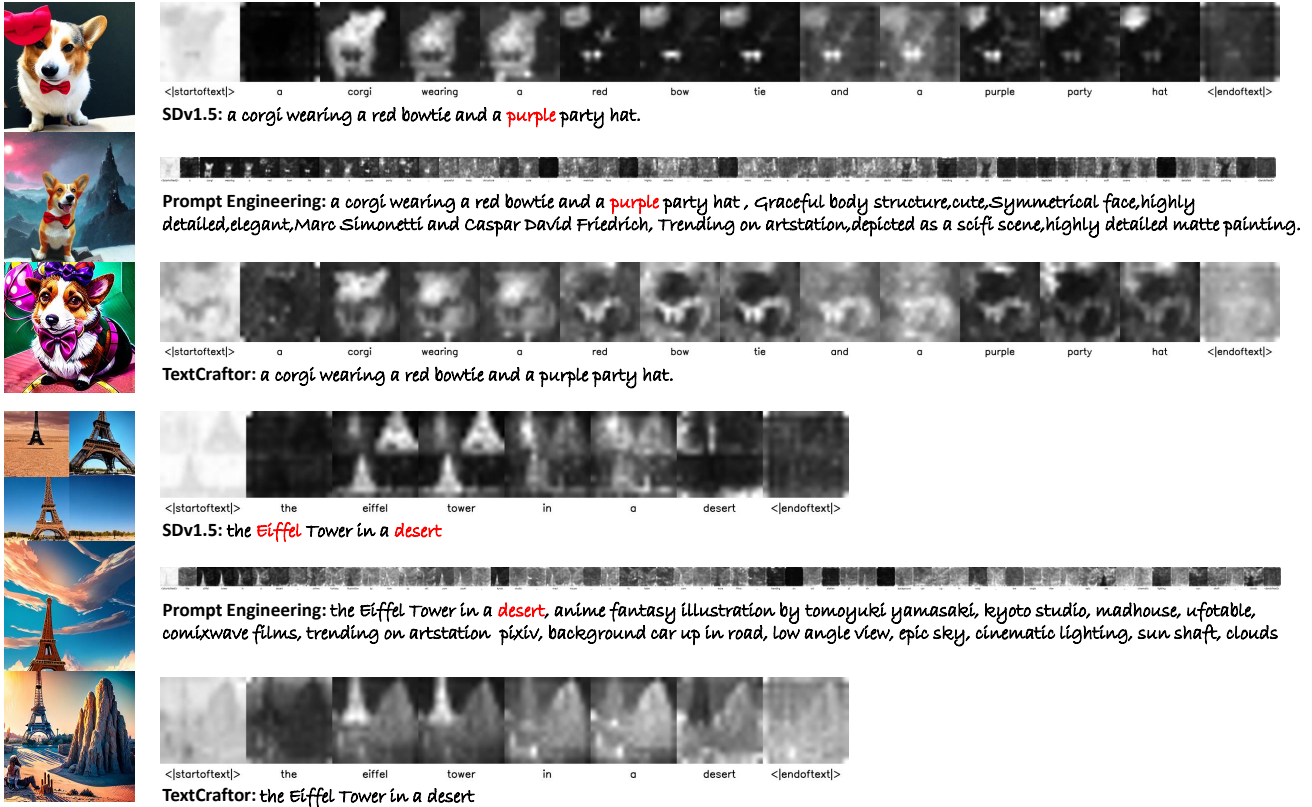 <|startoftext|> a corgi wearing a red bow tie and a purple party hat <|endoftext|>
SDv1.5: a corgi wearing a red bowtie and a purple party hat.
Prompt Engineering: a corgi wearing a red bowtie and a purple party hat , Graceful body structure,cute,Symmetrical face,highly
detailed,elegant,Marc Simonetti and Caspar David Friedrich, Trending on artstation,depicted as a scifi scene,highly detailed matte painting.
<|startoftext|> a corgi wearing a red bow tie and a purple party hat <|endoftext|>
TextCraftor: a corgi wearing a red bowtie and a purple party hat.
<|startoftext|> the eiffel tower in a desert <|endoftext|>
SDv1.5: the Eiffel Tower in a desert
Prompt Engineering: the Eiffel Tower in a desert, anime fantasy illustration by tomoyuki yamasaki, kyoto studio, madhouse, ufotable,
comixwave films, trending on artstation pixiv, background car up in road, low angle view, epic sky, cinematic lighting, sun shaft, clouds
<|startoftext|> the eiffel tower in a desert <|endoftext|>
TextCraftor: the Eiffel Tower in a desert